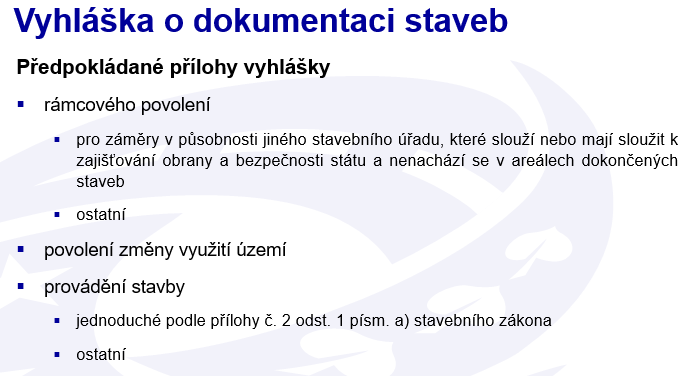 Vyhláška o dokumentaci staveb
Předpokládané přílohy vyhlášky
▪ rámcového povolení
▪ pro záměry v působnosti jiného stavebního úřadu, které slouží nebo mají sloužit k
zajišťování obrany a bezpečnosti státu a nenachází se v areálech dokončených
staveb
▪ ostatní
▪ povolení změny využití území
▪ provádění stavby
▪ jednoduché podle přílohy č. 2 odst. 1 písm. a) stavebního zákona
▪ ostatní